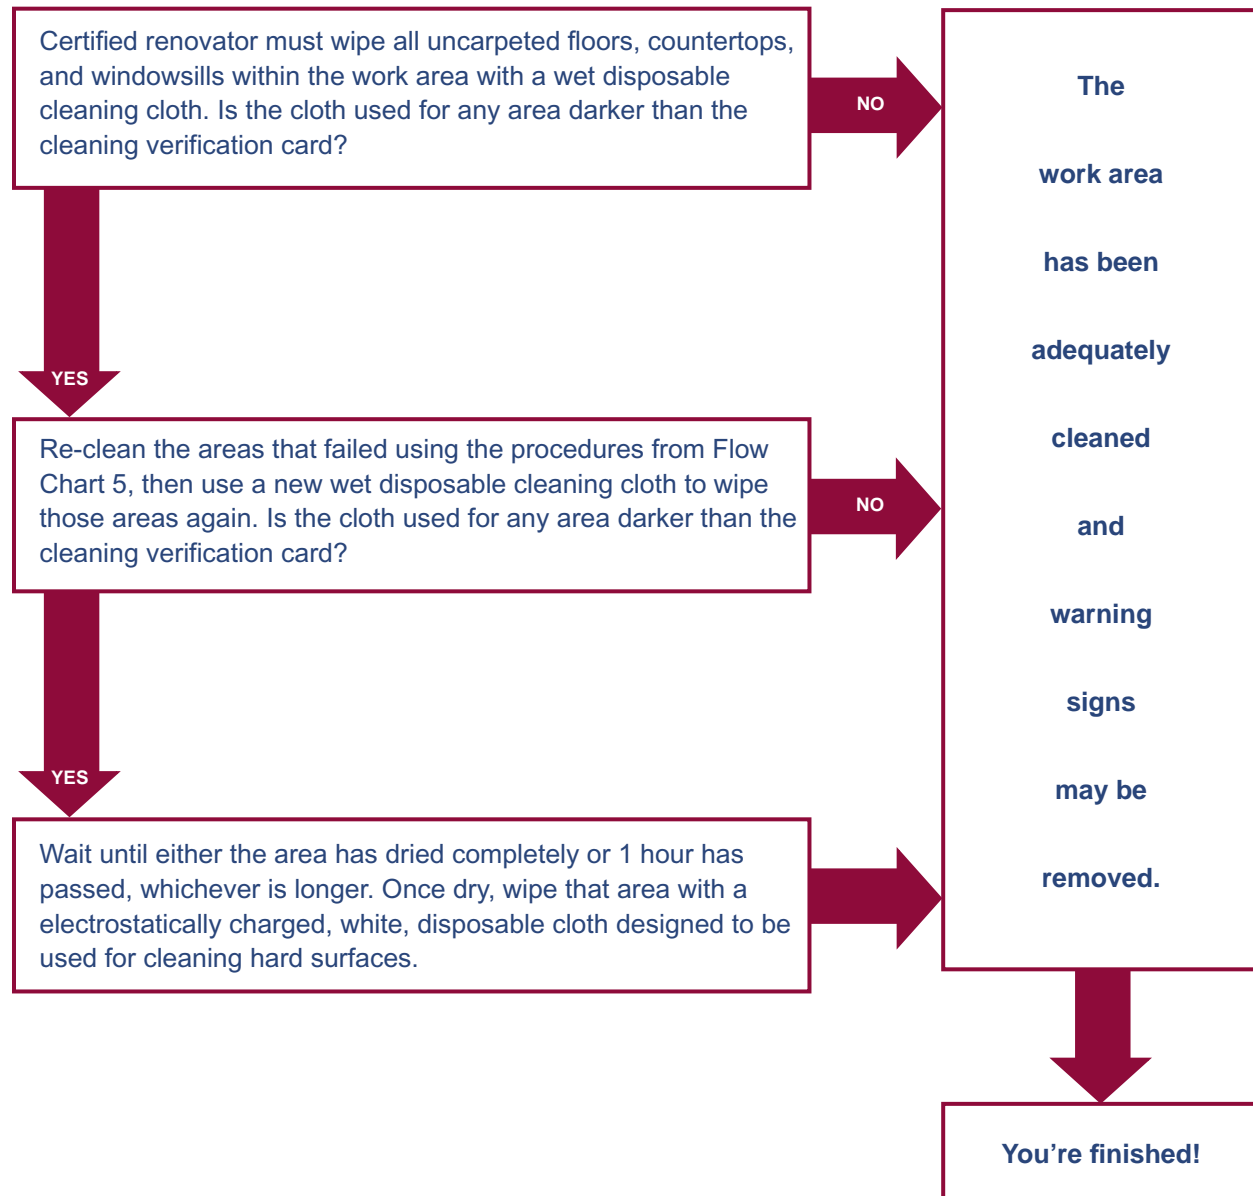 Certified renovator must wipe all uncarpeted floors, countertops,
and windowsills within the work area with a wet disposable
cleaning cloth. Is the cloth used for any area darker than the
cleaning verification card?
NO
YES
Re-clean the areas that failed using the procedures from Flow
Chart 5, then use a new wet disposable cleaning cloth to wipe
those areas again. Is the cloth used for any area darker than the
cleaning verification card?
NO
YES
Wait until either the area has dried completely or 1 hour has
passed, whichever is longer. Once dry, wipe that area with a
electrostatically charged, white, disposable cloth designed to be
used for cleaning hard surfaces.
The
work area
has been
adequately
cleaned
and
warning
signs
may be
removed.
You’re finished!